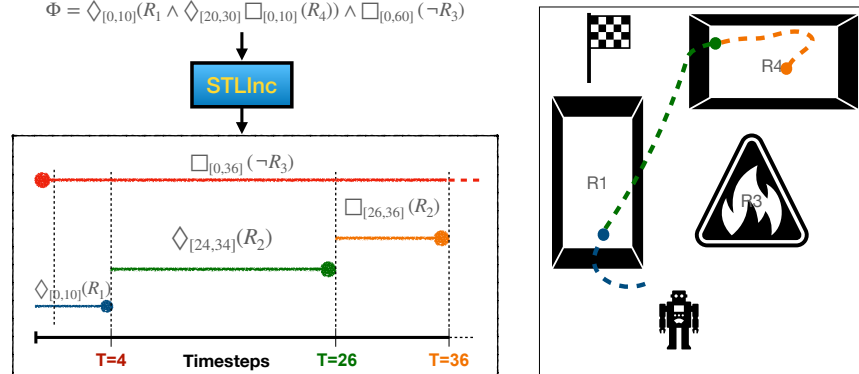 Φ = ◇[0,10](R1 ∧ ◇[20,30] □[0,10] (R4)) ∧ □[0,60] (¬R3)
STLInc
□[0,36] (¬R3)
□[26,36] (R2)
◇[24,34](R2)
◇[0,10](R1)
T=4 Timesteps T=26 T=36
R4
R1
R3